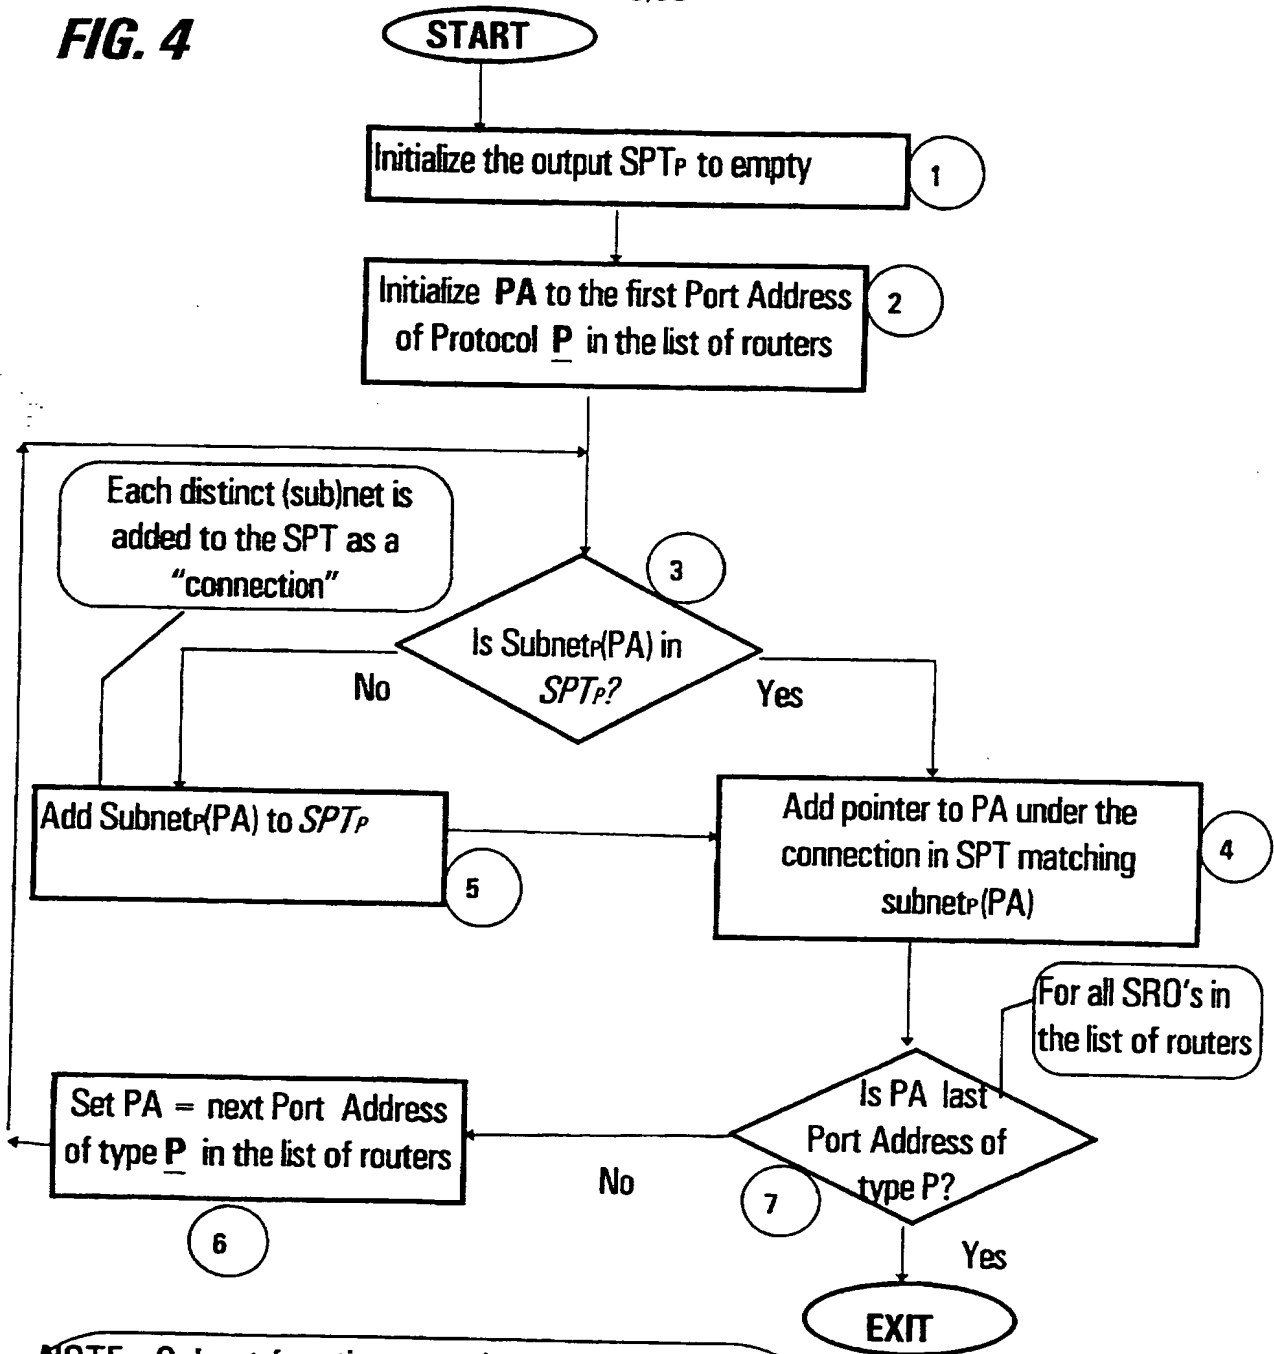 FIG. 4
START
Initialize the output SPTP to empty
1
Initialize PA to the first Port Address
of Protocol P in the list of routers
2
Each distinct (sub)net is
added to the SPT as a
"connection"
3
Is SubnetP(PA) in
SPTP?
No
Yes
Add SubnetP(PA) to SPTP
5
Add pointer to PA under the
connection in SPT matching
subnetP(PA)
4
For all SRO's in
the list of routers
Set PA = next Port Address
of type P in the list of routers
6
Is PA last
Port Address of
type P?
7
No
Yes
EXIT